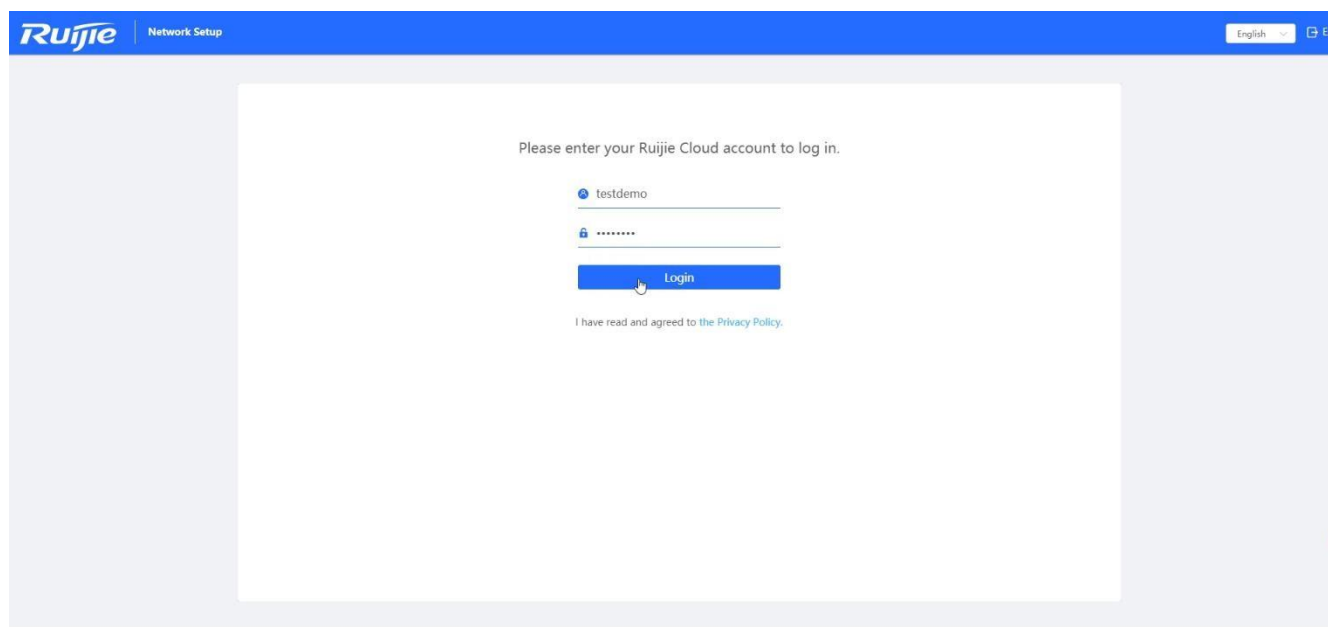 Ruijie
Network Setup
English
Please enter your Ruijie Cloud account to log in.
testdemo
••••••••
Login
I have read and agreed to the Privacy Policy.